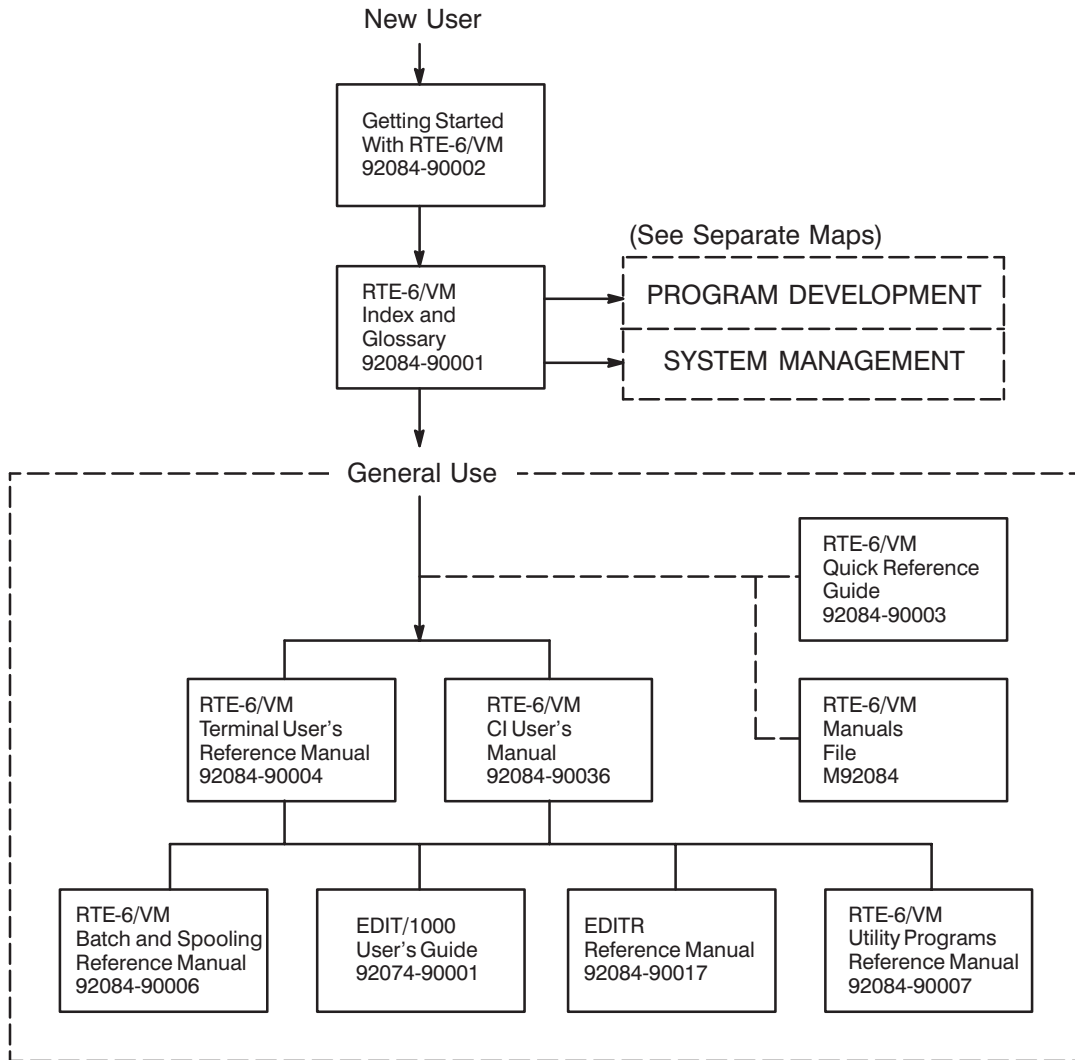 New User
Getting Started
With RTE-6/VM
92084-90002
(See Separate Maps)
RTE-6/VM
Index and
Glossary
92084-90001
PROGRAM DEVELOPMENT
SYSTEM MANAGEMENT
General Use
RTE-6/VM
Quick Reference
Guide
92084-90003
RTE-6/VM
Terminal User's
Reference Manual
92084-90004
RTE-6/VM
CI User's
Manual
92084-90036
RTE-6/VM
Manuals
File
M92084
RTE-6/VM
Batch and Spooling
Reference Manual
92084-90006
EDIT/1000
User's Guide
92074-90001
EDITR
Reference Manual
92084-90017
RTE-6/VM
Utility Programs
Reference Manual
92084-90007